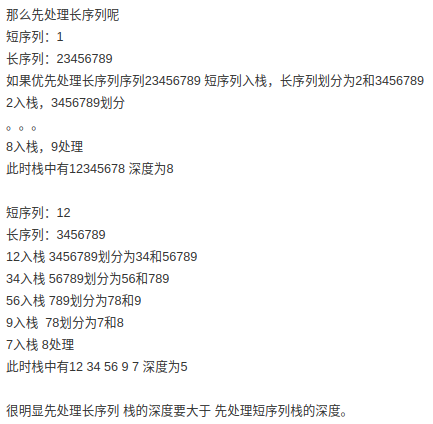 那么先处理长序列呢
短序列：1
长序列：23456789
如果优先处理长序列序列23456789 短序列入栈，长序列划分为2和3456789
2入栈，3456789划分
。。。
8入栈，9处理
此时栈中有12345678 深度为8
短序列：12
长序列：3456789
12入栈 3456789划分为34和56789
34入栈 56789划分为56和789
56入栈 789划分为78和9
9入栈  78划分为7和8
7入栈 8处理
此时栈中有12 34 56 9 7 深度为5
很明显先处理长序列 栈的深度要大于 先处理短序列栈的深度。